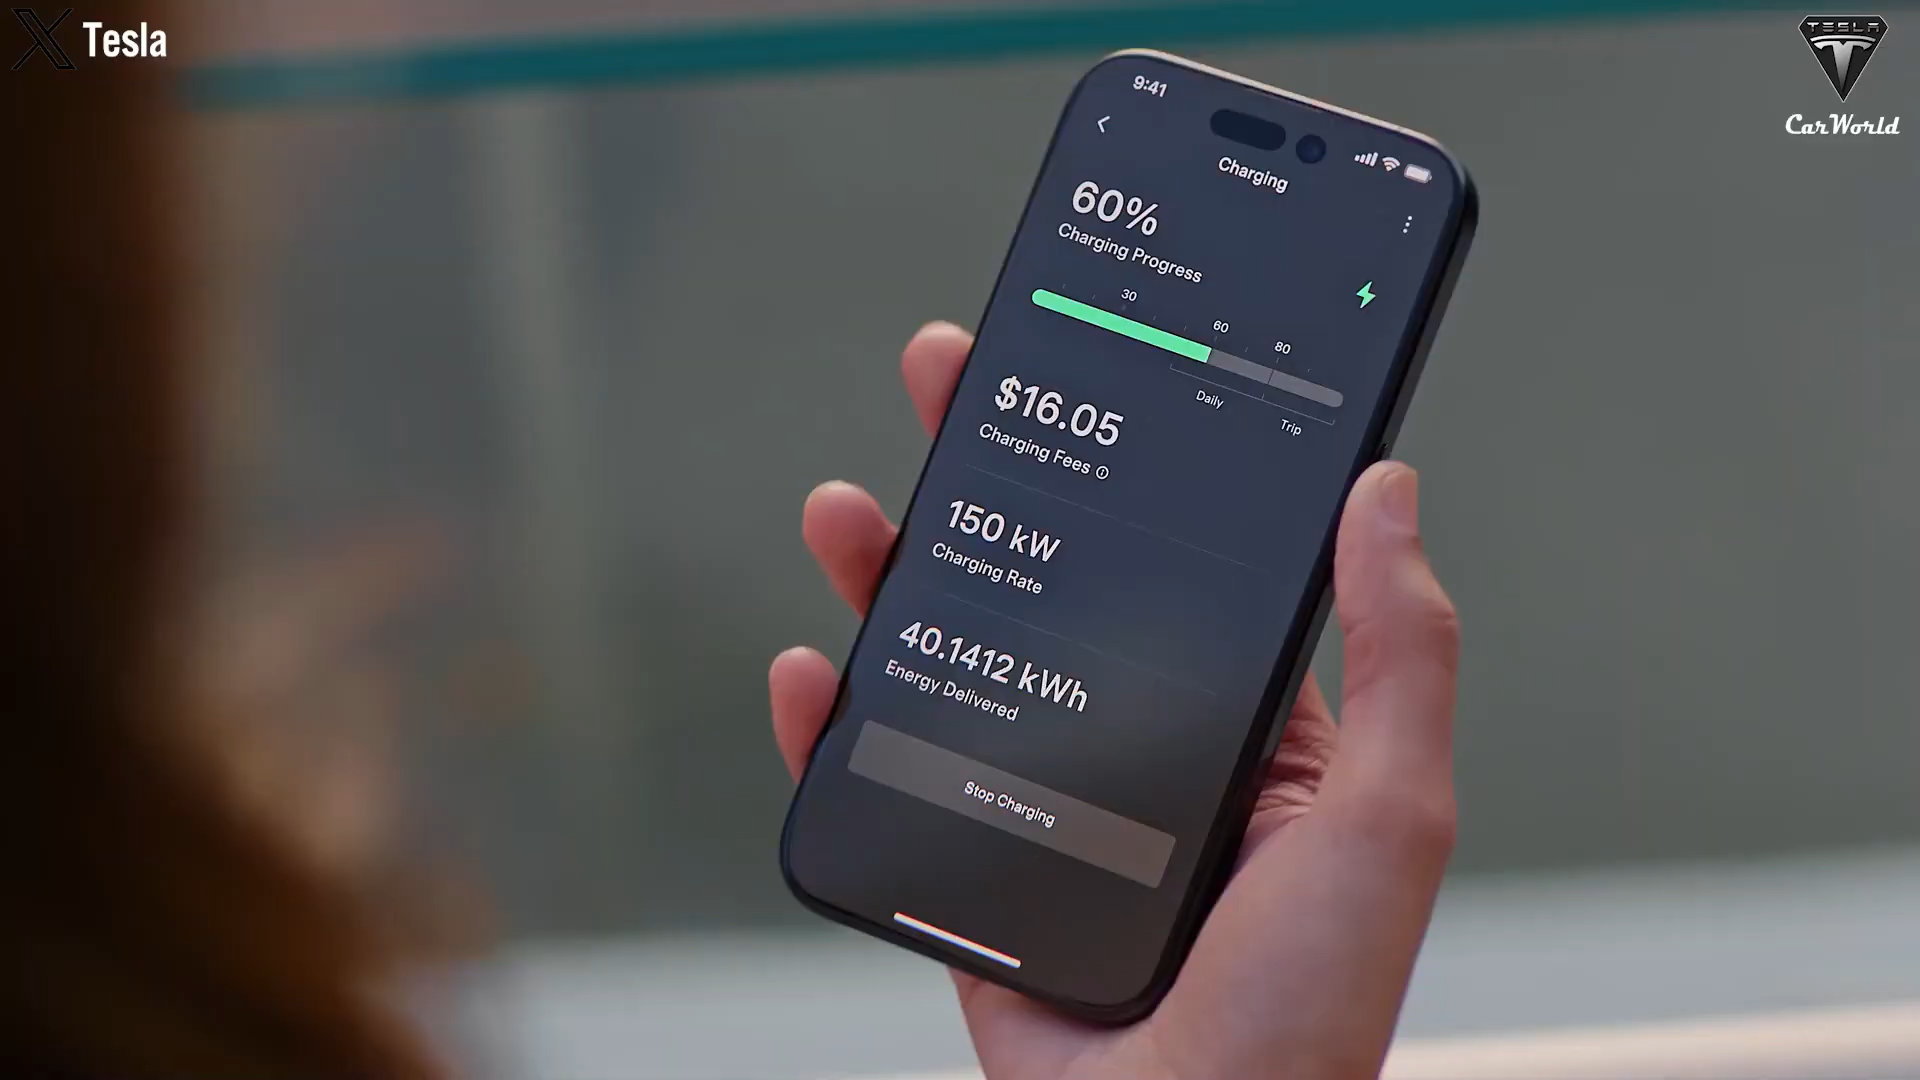 X Tesla
TESLA
CarWorld
9:41
Charging
60%
Charging Progress
30
60
80
Daily
Trip
$16.05
Charging Fees
150 kW
Charging Rate
40.1412 kWh
Energy Delivered
Stop Charging